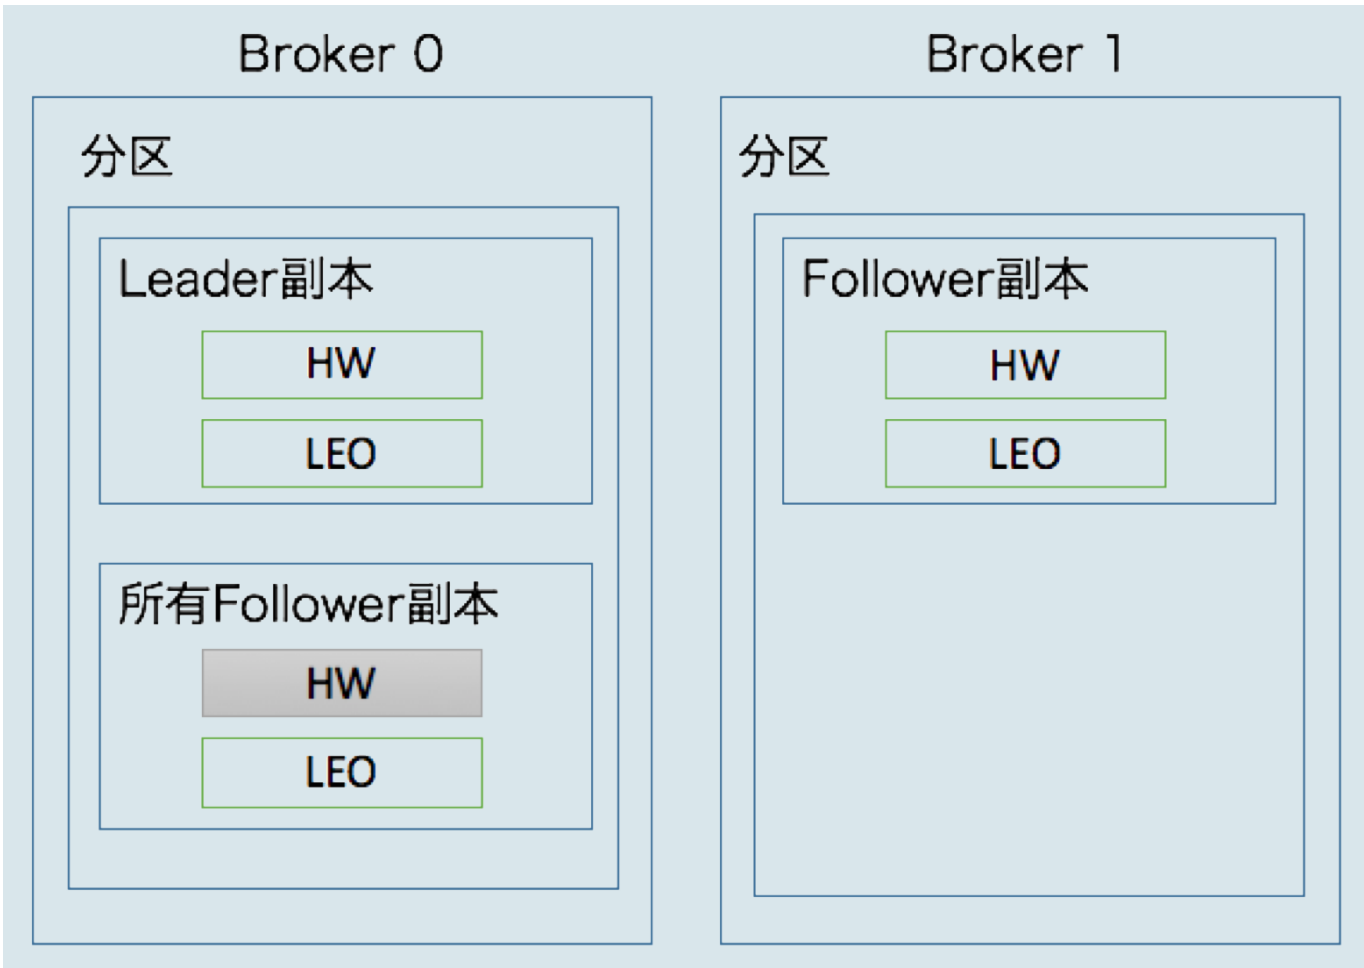 Broker 0
分区
Leader副本
HW
LEO
所有Follower副本
HW
LEO
Broker 1
分区
Follower副本
HW
LEO